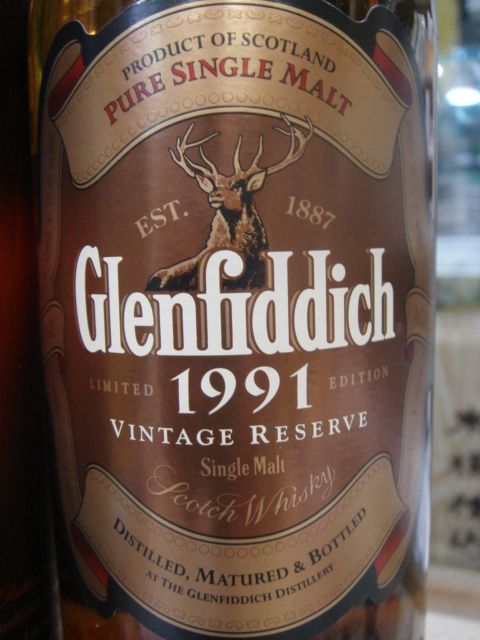 PRODUCT OF SCOTLAND
PURE SINGLE MALT
EST. 1887
Glenfiddich
LIMITED 1991 EDITION
VINTAGE RESERVE
Single Malt
Scotch Whisky
DISTILLED, MATURED & BOTTLED
AT THE GLENFIDDICH DISTILLERY